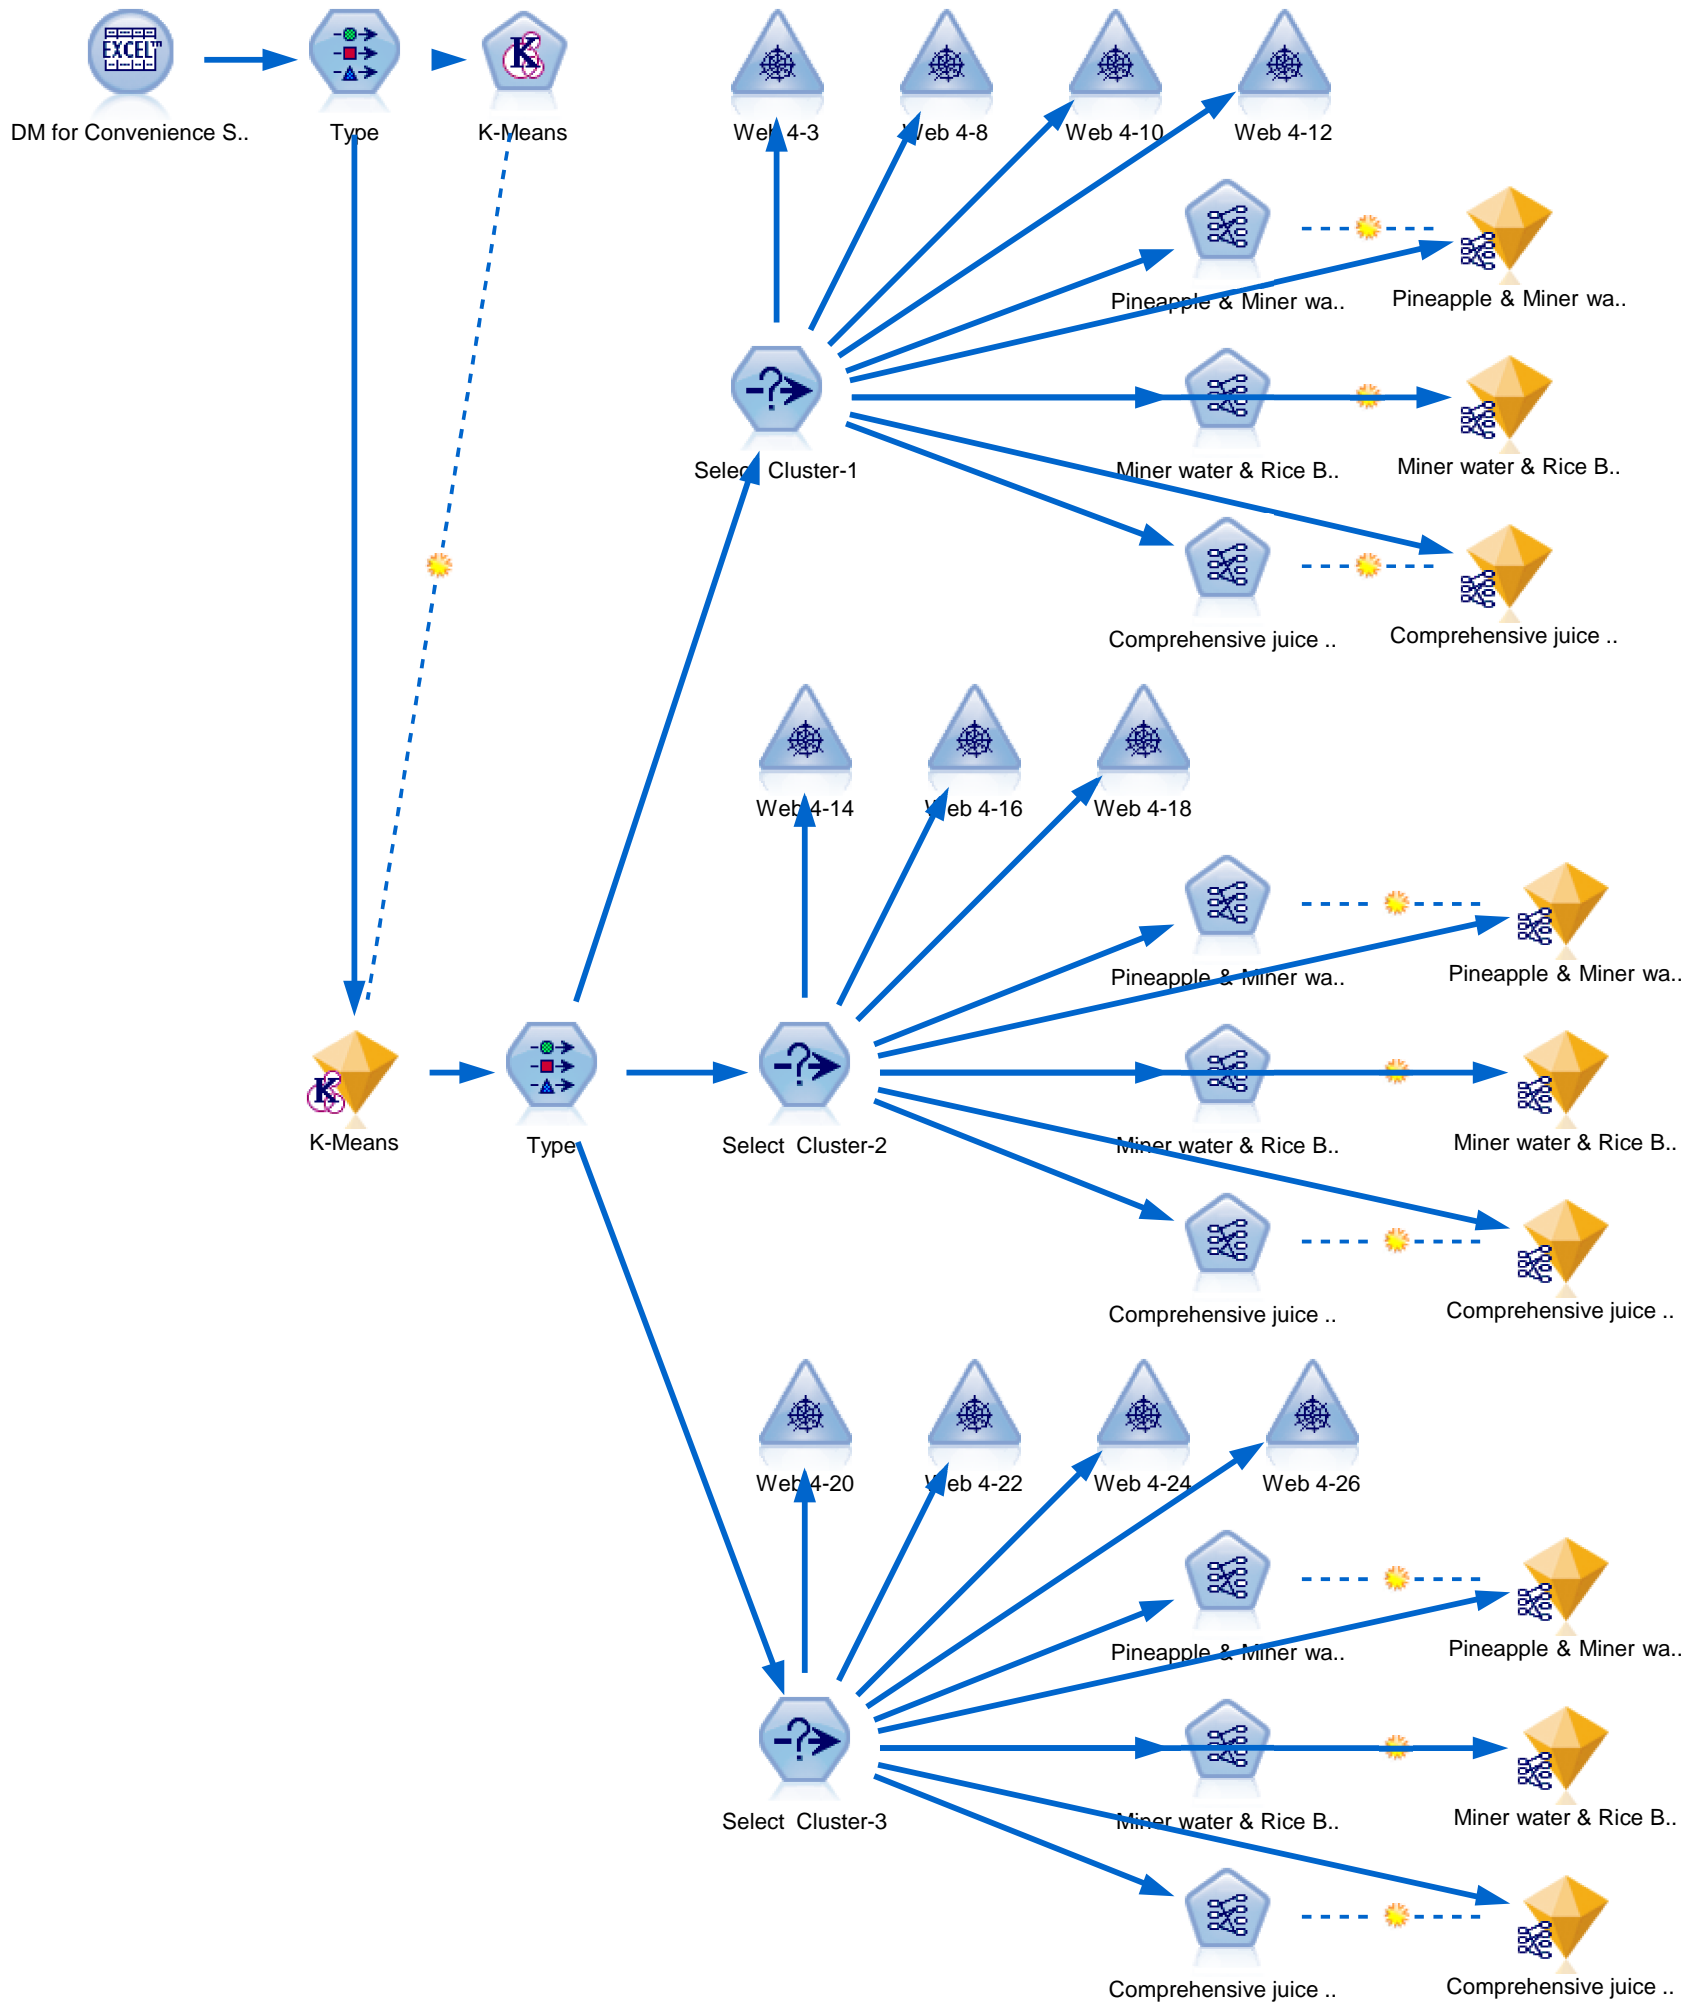 EXCEL™
DM for Convenience S..
Type
K
K-Means
Web 4-3
Web 4-8
Web 4-10
Web 4-12
Pineapple & Miner wa..
Pineapple & Miner wa..
Select Cluster-1
Miner water & Rice B..
Miner water & Rice B..
Comprehensive juice ..
Comprehensive juice ..
Web 4-14
Web 4-16
Web 4-18
Pineapple & Miner wa..
Pineapple & Miner wa..
K
K-Means
Type
Select Cluster-2
Miner water & Rice B..
Miner water & Rice B..
Comprehensive juice ..
Comprehensive juice ..
Web 4-20
Web 4-22
Web 4-24
Web 4-26
Pineapple & Miner wa..
Pineapple & Miner wa..
Select Cluster-3
Miner water & Rice B..
Miner water & Rice B..
Comprehensive juice ..
Comprehensive juice ..